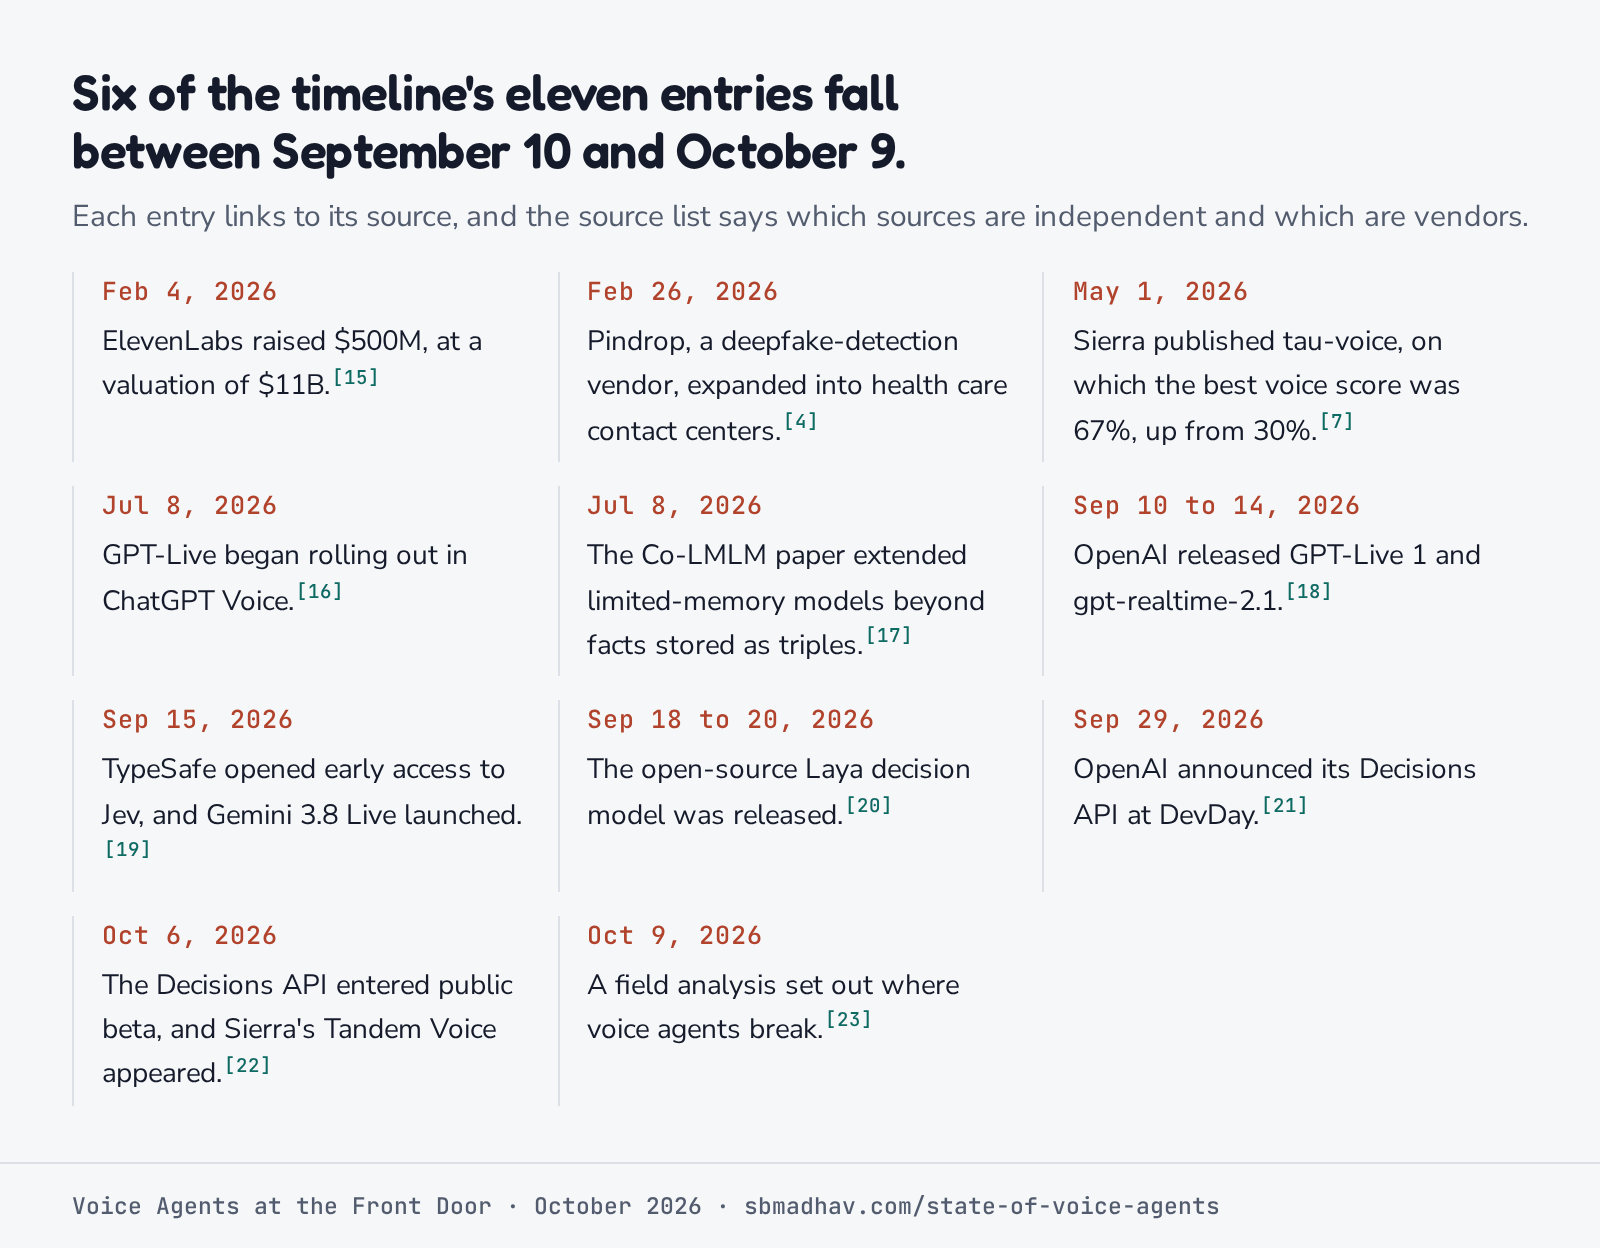 Six of the timeline's eleven entries fall
between September 10 and October 9.
Each entry links to its source, and the source list says which sources are independent and which are vendors.
Feb 4, 2026
ElevenLabs raised $500M, at a
valuation of $11B.[15]
Feb 26, 2026
Pindrop, a deepfake-detection
vendor, expanded into health care
contact centers.[4]
May 1, 2026
Sierra published tau-voice, on
which the best voice score was
67%, up from 30%.[7]
Jul 8, 2026
GPT-Live began rolling out in
ChatGPT Voice.[16]
Jul 8, 2026
The Co-LMLM paper extended
limited-memory models beyond
facts stored as triples.[17]
Sep 10 to 14, 2026
OpenAI released GPT-Live 1 and
gpt-realtime-2.1.[18]
Sep 15, 2026
TypeSafe opened early access to
Jev, and Gemini 3.8 Live launched.
[19]
Sep 18 to 20, 2026
The open-source Laya decision
model was released.[20]
Sep 29, 2026
OpenAI announced its Decisions
API at DevDay.[21]
Oct 6, 2026
The Decisions API entered public
beta, and Sierra's Tandem Voice
appeared.[22]
Oct 9, 2026
A field analysis set out where
voice agents break.[23]
Voice Agents at the Front Door · October 2026 · sbmadhav.com/state-of-voice-agents